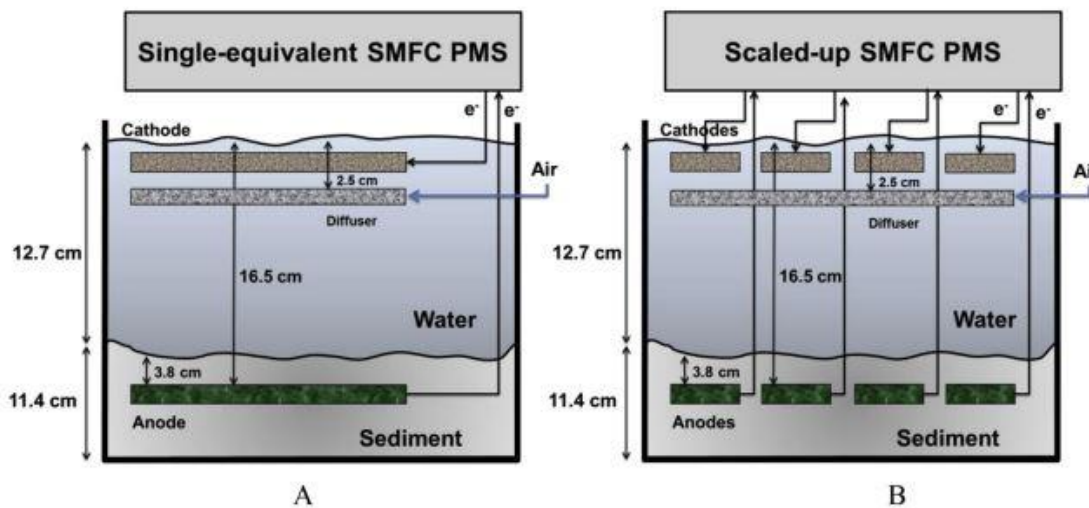 Single-equivalent SMFC PMS
e-
e-
Cathode
Air
2.5 cm
Diffuser
12.7 cm
16.5 cm
Water
3.8 cm
11.4 cm
Anode
Sediment
A
Scaled-up SMFC PMS
e-
e-
Cathodes
Ai
2.5 cm
Diffuser
12.7 cm
16.5 cm
Water
3.8 cm
11.4 cm
Anodes
Sediment
B